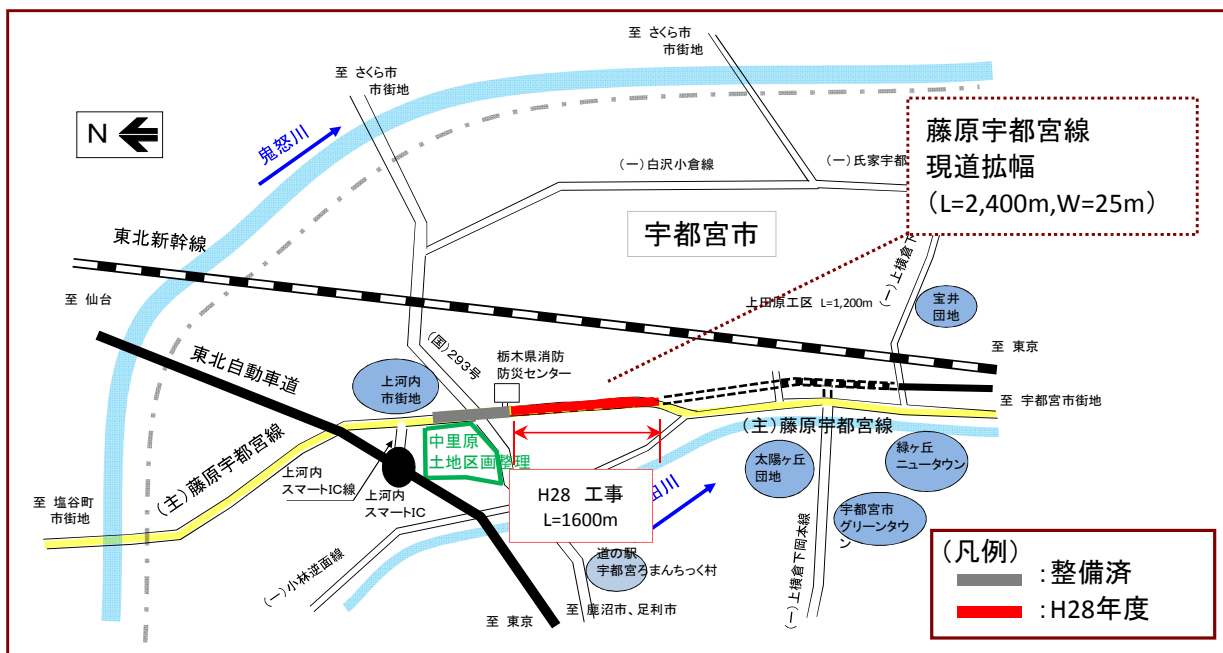 至 さくら市
市街地
至 さくら市
市街地
N
鬼怒川
藤原宇都宮線
現道拡幅
（L=2,400m,W=25m）
(一)白沢小倉線
(一)氏家宇都
宇都宮市
東北新幹線
至 仙台
(一)上横倉下
上田原工区 L=1,200m
宝井
団地
至 東京
東北自動車道
(国)293号
栃木県消防
防災センター
上河内
市街地
至 宇都宮市街地
(主)藤原宇都宮線
(主)藤原宇都宮線
中里原
土地区画整理
上河内
スマートIC線
上河内
スマートIC
至 塩谷町
市街地
H28 工事
L=1600m
田川
太陽ヶ丘
団地
緑ヶ丘
ニュータウン
宇都宮市
グリーンタウ
ン
(一)上横倉下岡本線
(一)小林逆面線
道の駅
宇都宮ろまんちっく村
至 鹿沼市、足利市
至 東京
（凡例）
：整備済
：H28年度